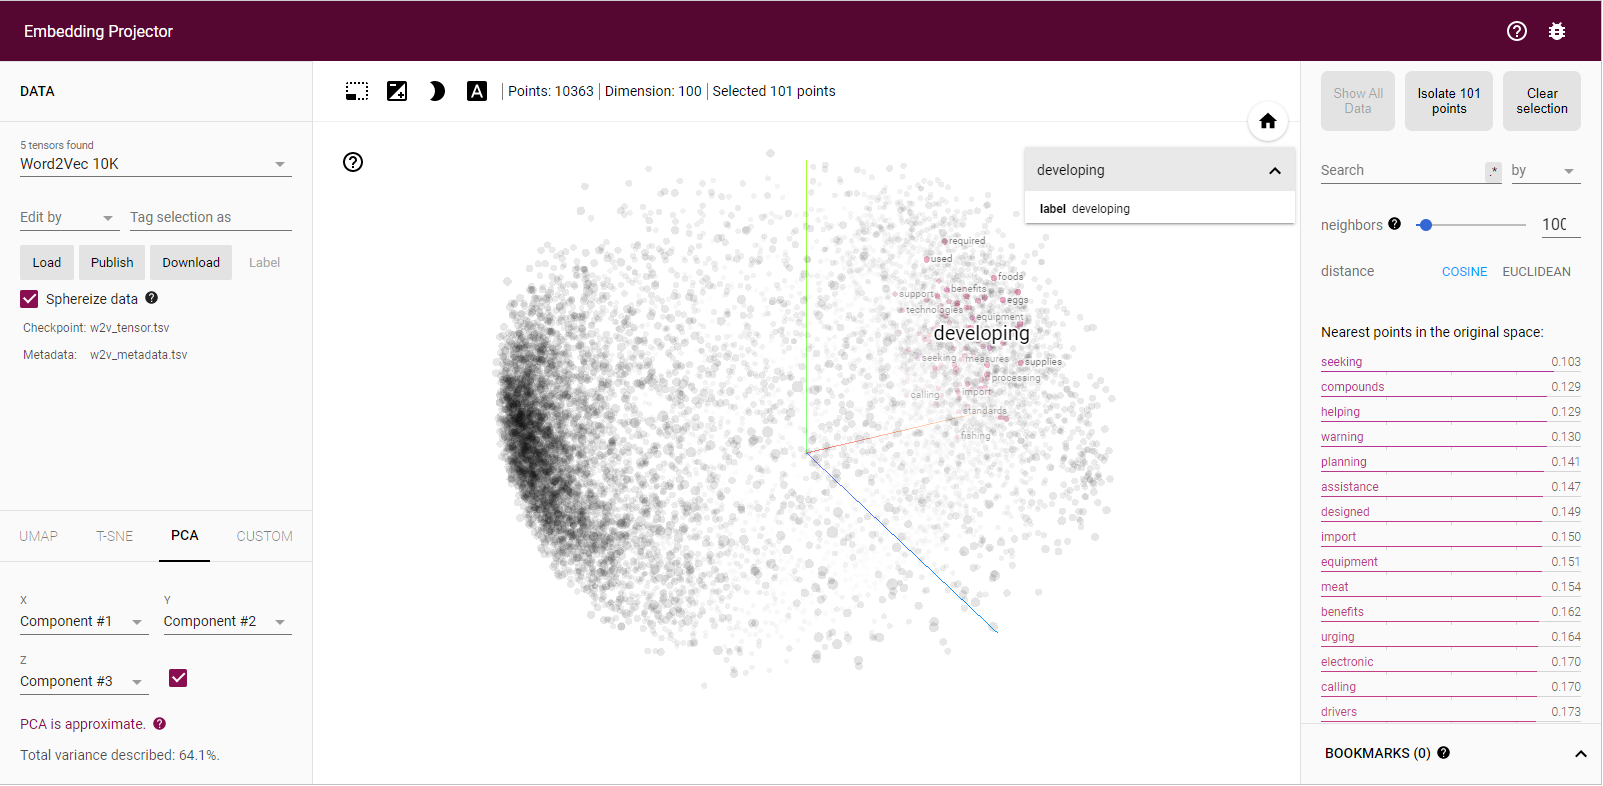 Embedding Projector
DATA
5 tensors found
Word2Vec 10K
Edit by
Tag selection as
Load
Publish
Download
Label
Sphereize data
Checkpoint: w2v_tensor.tsv
Metadata: w2v_metadata.tsv
UMAP
T-SNE
PCA
CUSTOM
X
Component #1
Y
Component #2
Z
Component #3
PCA is approximate.
Total variance described: 64.1%.
A
Points: 10363
Dimension: 100
Selected 101 points
developing
label developing
required
used
foods
benefits
support
eggs
technologies
equipment
developing
seeking
measures
supplies
processing
calling
import
standards
fishing
Show All
Data
Isolate 101
points
Clear
selection
Search
.*
by
neighbors
100
distance
COSINE
EUCLIDEAN
Nearest points in the original space:
seeking 0.103
compounds 0.129
helping 0.129
warning 0.130
planning 0.141
assistance 0.147
designed 0.149
import 0.150
equipment 0.151
meat 0.154
benefits 0.162
urging 0.164
electronic 0.170
calling 0.170
drivers 0.173
BOOKMARKS (0)